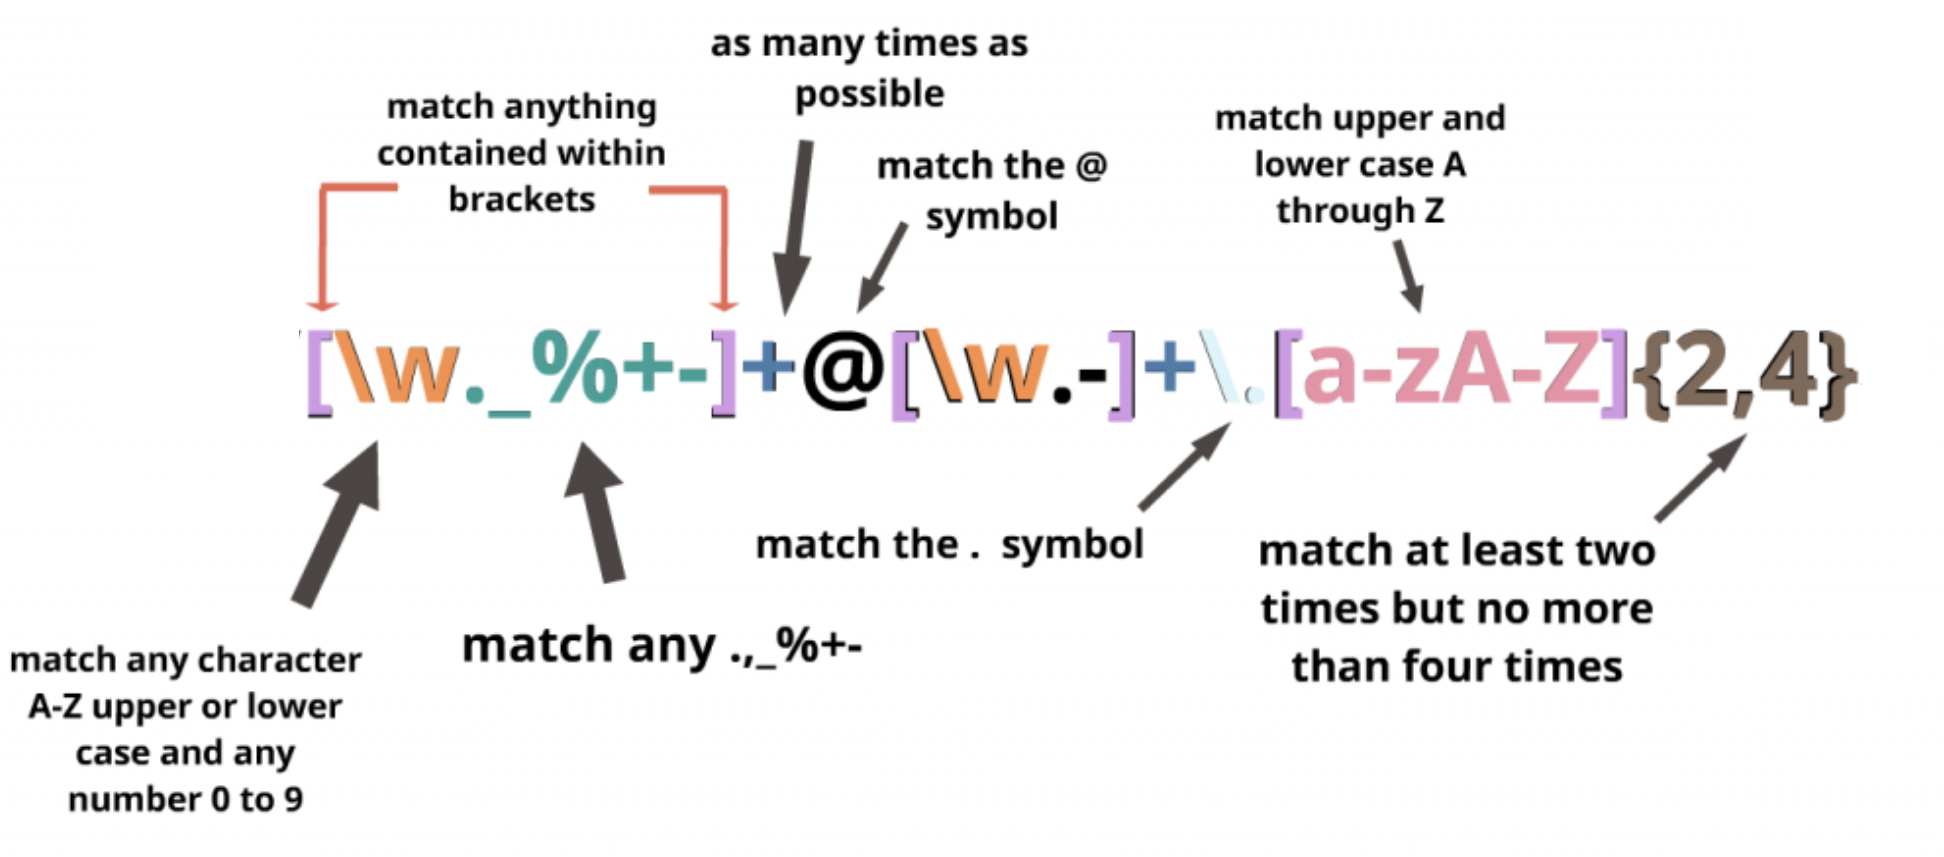 as many times as
possible
match anything
contained within
brackets
match the @
symbol
match upper and
lower case A
through Z
[\w._%+-]+@[\w.-]+\.[a-zA-Z]{2,4}
match the . symbol
match at least two
times but no more
than four times
match any .,_%+-
match any character
A-Z upper or lower
case and any
number 0 to 9